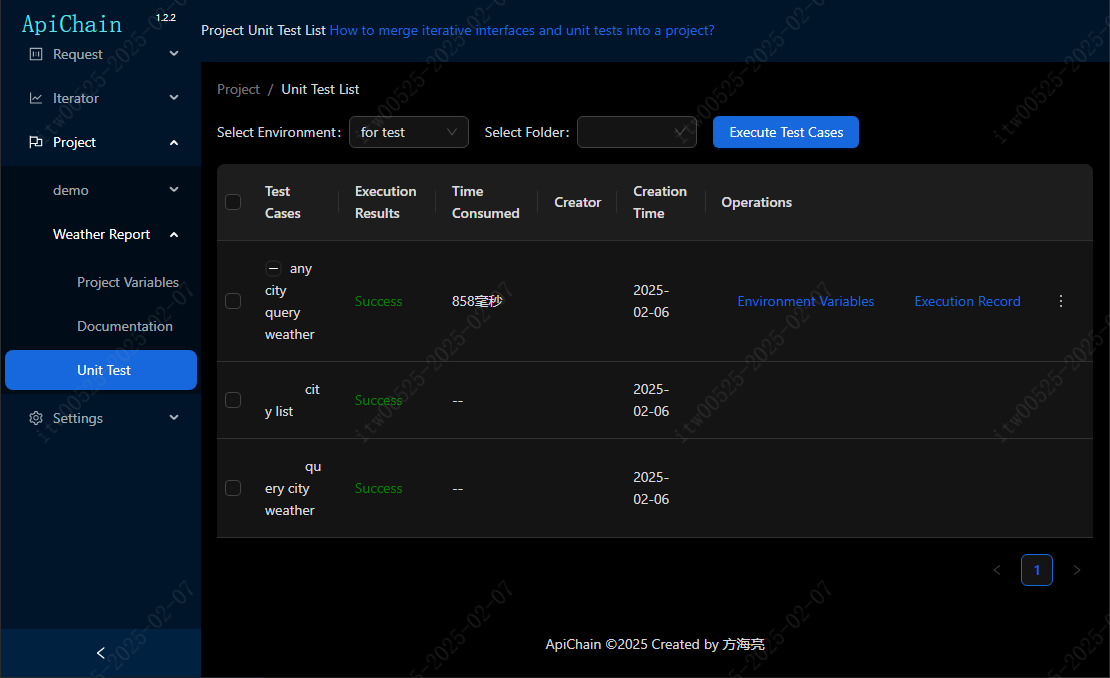 ApiChain 1.2.2
Project Unit Test List How to merge iterative interfaces and unit tests into a project?
Request
Iterator
Project
demo
Weather Report
Project Variables
Documentation
Unit Test
Settings
Project / Unit Test List
Select Environment: for test Select Folder: Execute Test Cases
Test Cases
Execution Results
Time Consumed
Creator
Creation Time
Operations
any
city
query
weather
Success
858毫秒
2025-
02-06
Environment Variables
Execution Record
cit
y list
Success
--
2025-
02-06
qu
ery city
weather
Success
--
2025-
02-06
1
ApiChain ©2025 Created by 方海亮
itw00525-2025-02-07